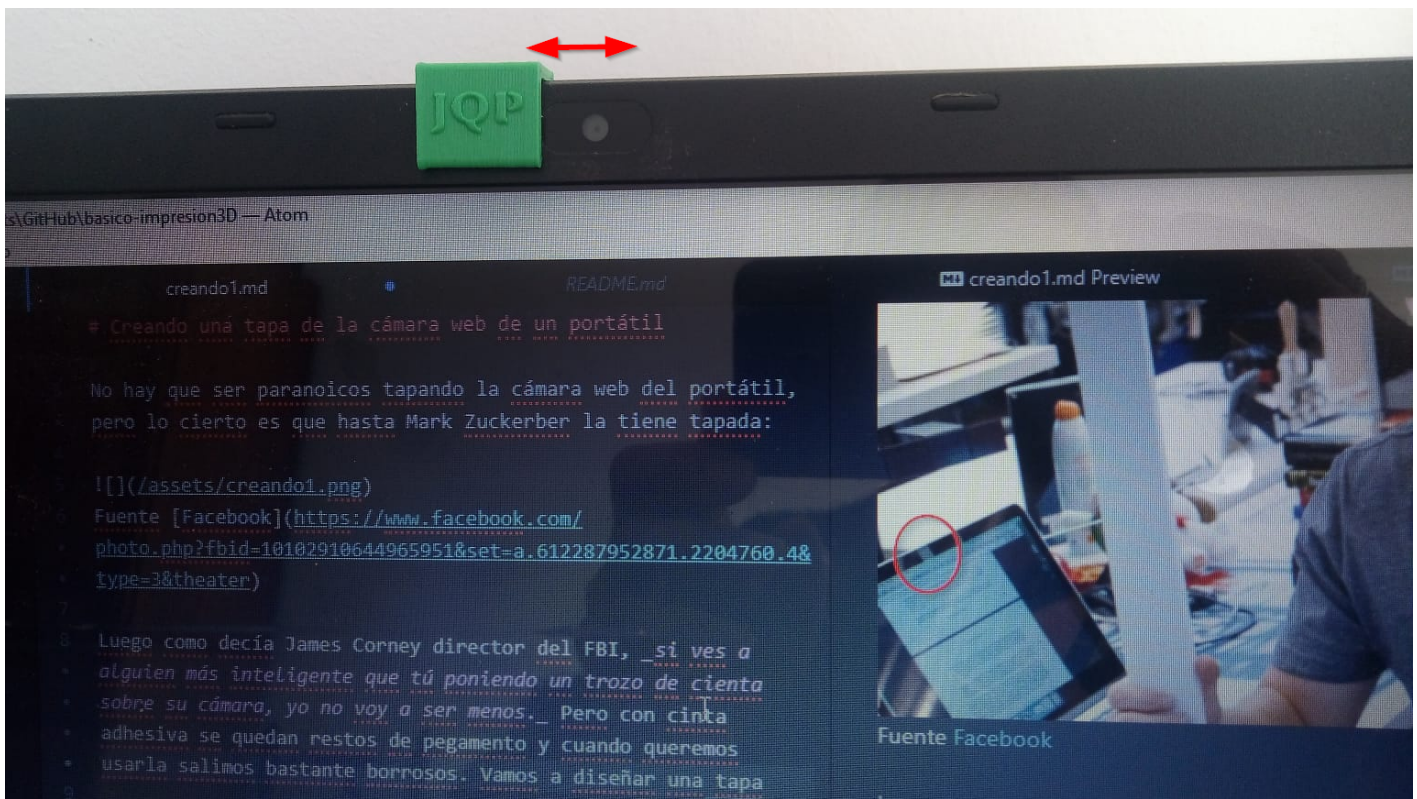 JQP
s\GitHub\basico-impresion3D — Atom
creando1.md
README.md
creando1.md Preview
# Creando una tapa de la cámara web de un portátil
No hay que ser paranoicos tapando la cámara web del portátil,
pero lo cierto es que hasta Mark Zuckerber la tiene tapada:
![](/assets/creando1.png)
Fuente [Facebook](https://www.facebook.com/
photo.php?fbid=10102910644965951&set=a.612287952871.2204760.4&
type=3&theater)
7
8 Luego como decía James Corney director del FBI, _si ves a
alguien más inteligente que tú poniendo un trozo de cienta
sobre su cámara, yo no voy a ser menos._ Pero con cinta
adhesiva se quedan restos de pegamento y cuando queremos
usarla salimos bastante borrosos. Vamos a diseñar una tapa
9
Fuente Facebook